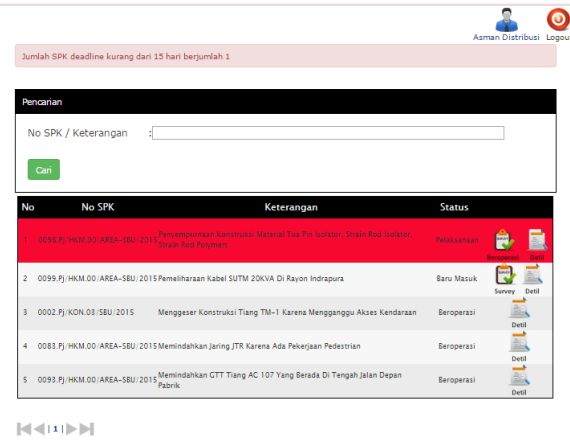 Asman Distribusi Logout
Jumlah SPK deadline kurang dari 15 hari berjumlah 1
Pencarian
No SPK / Keterangan :
Cari
No No SPK Keterangan Status
1 0098.Pj/HKM.00/AREA-SBU/2015 Penyempurnaan Konstruksi Material Tua Pin Isolator, Strain Rod Isolator, Pelaksanaan
Strain Rod Polymert
Beroperasi Detil
2 0099.Pj/HKM.00/AREA-SBU/2015 Pemeliharaan Kabel SUTM 20KVA Di Rayon Indrapura Baru Masuk
Survey Detil
3 0002.Pj/KON.03/SBU/2015 Menggeser Konstruksi Tiang TM-1 Karena Mengganggu Akses Kendaraan Beroperasi
Detil
4 0083.Pj/HKM.00/AREA-SBU/2015 Memindahkan Jaring JTR Karena Ada Pekerjaan Pedestrian Beroperasi
Detil
5 0093.Pj/HKM.00/AREA-SBU/2015 Memindahkan GTT Tiang AC 107 Yang Berada Di Tengah Jalan Depan Beroperasi
Pabrik
Detil
| 1 |